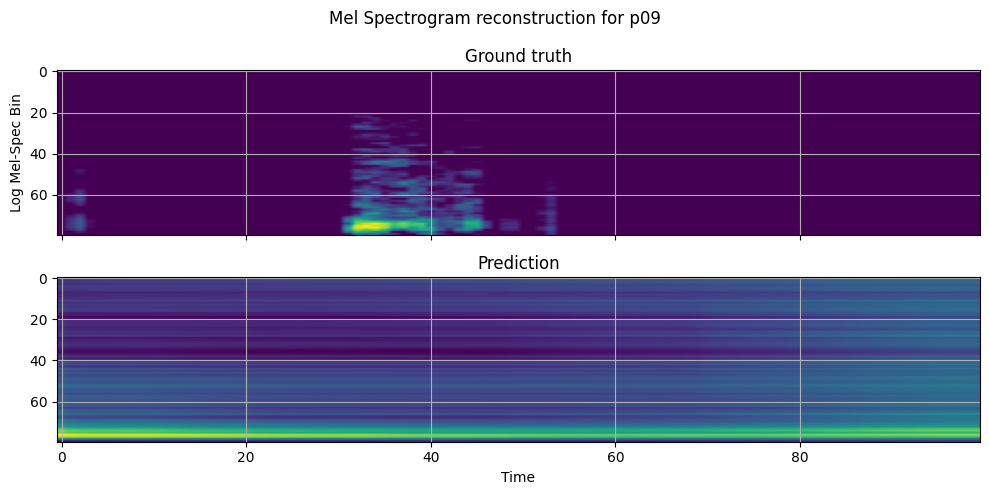 Mel Spectrogram reconstruction for p09
Ground truth
Log Mel-Spec Bin
0
20
40
60
Prediction
0
20
40
60
0 20 40 60 80
Time